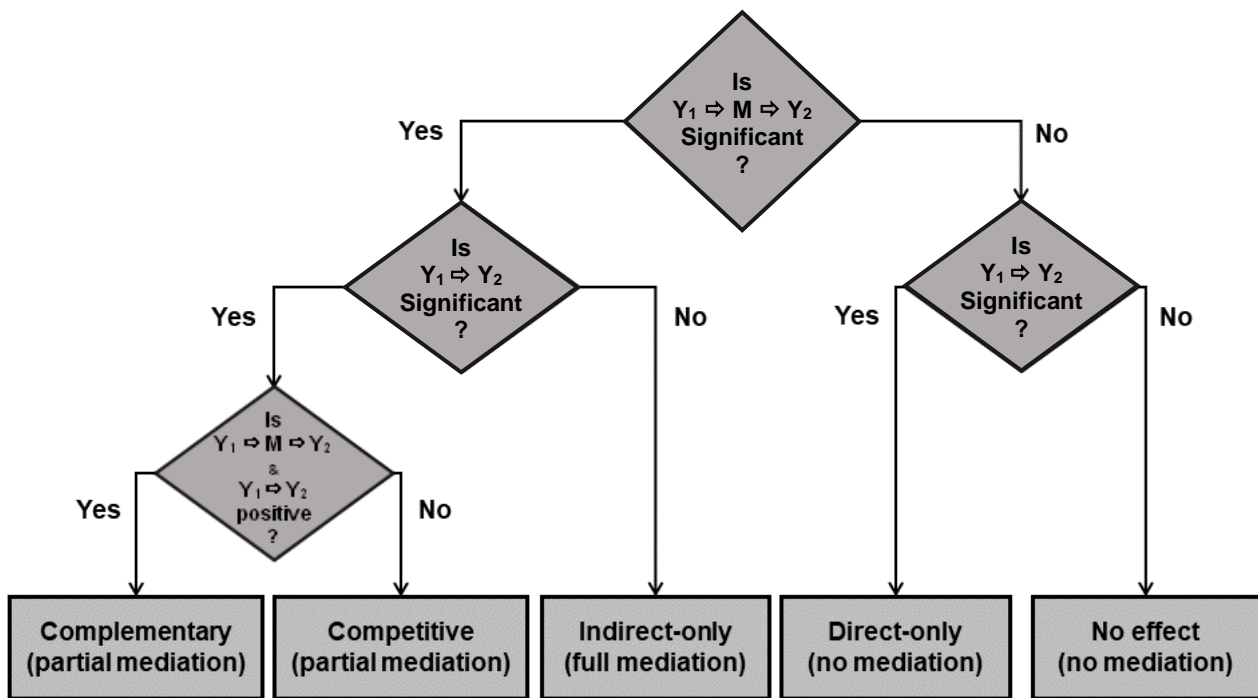 Is
Y₁ ⇨ M ⇨ Y₂
Significant
?
Yes
No
Is
Y₁ ⇨ Y₂
Significant
?
Is
Y₁ ⇨ Y₂
Significant
?
Yes
No
Yes
No
Is
Y₁ ⇨ M ⇨ Y₂
&
Y₁ ⇨ Y₂
positive
?
Yes
No
Complementary
(partial mediation)
Competitive
(partial mediation)
Indirect-only
(full mediation)
Direct-only
(no mediation)
No effect
(no mediation)